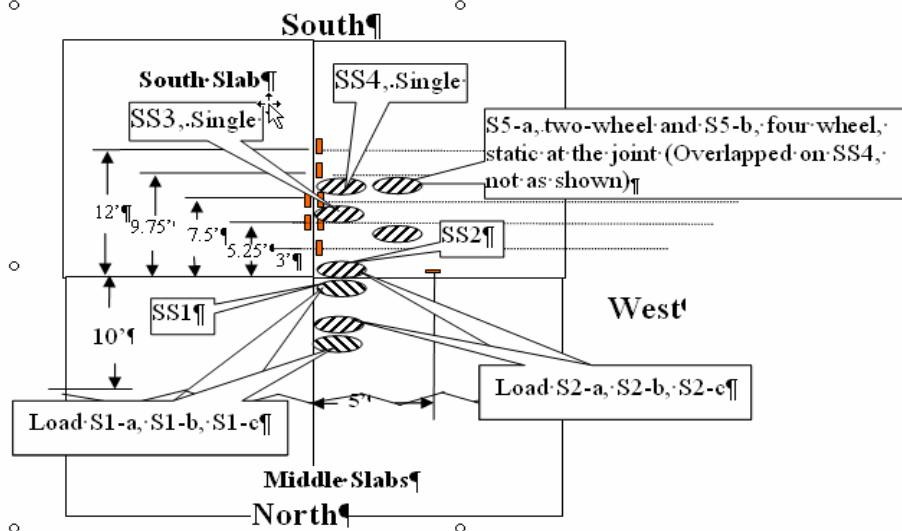 South¶
South·Slab¶
SS4,.Single·
SS3,.Single·
S5-a,.two-wheel·and·S5-b,·four·wheel,·
static·at·the·joint·(Overlapped·on·SS4,·
not·as·shown)¶
12'¶
9.75'
7.5'¶
5.25'
3'¶
SS2¶
SS1¶
West
10'¶
Load·S1-a,·S1-b,·S1-c¶
5'
Load·S2-a,·S2-b,·S2-c¶
Middle·Slabs¶
North¶